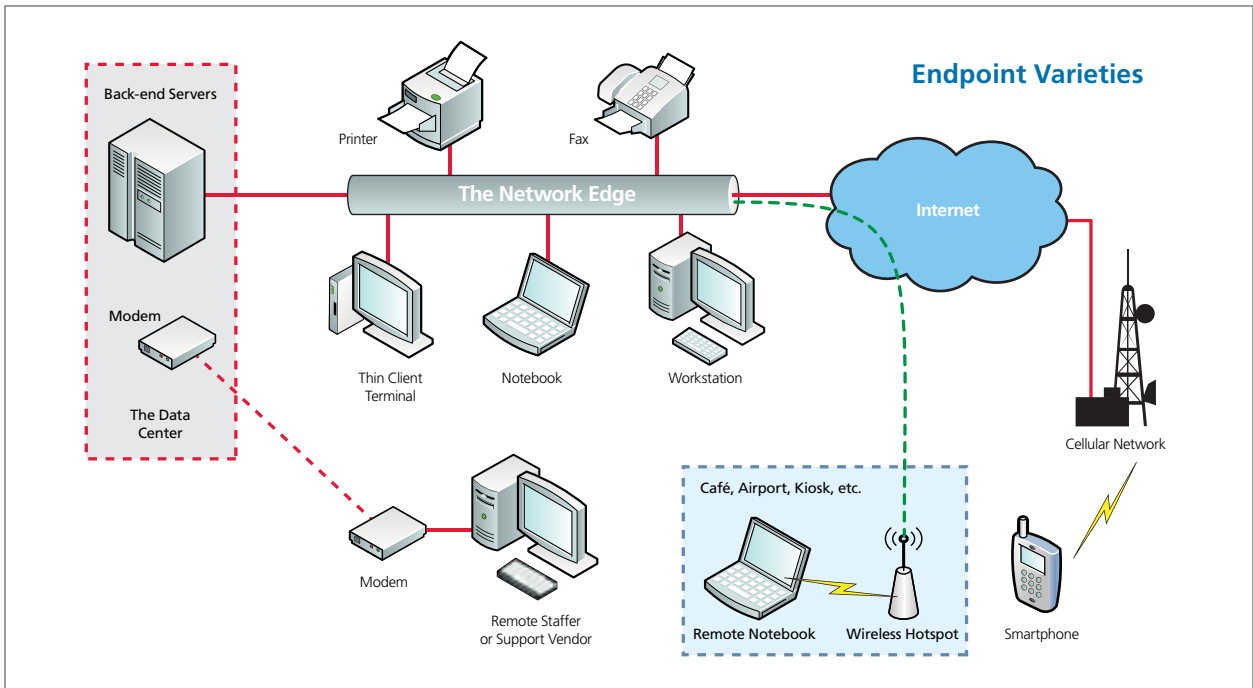 Endpoint Varieties
Back-end Servers
Printer
Fax
The Network Edge
Internet
Modem
Thin Client
Terminal
Notebook
Workstation
The Data
Center
Cellular Network
Café, Airport, Kiosk, etc.
Modem
Remote Staffer
or Support Vendor
Remote Notebook
Wireless Hotspot
Smartphone